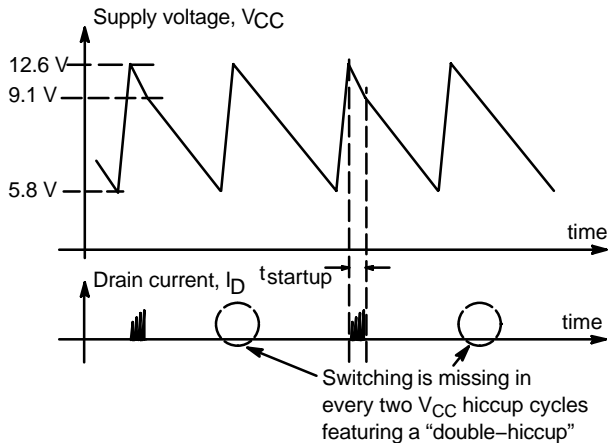 Supply voltage, VCC
12.6 V
9.1 V
5.8 V
time
Drain current, ID
tstartup
time
Switching is missing in
every two VCC hiccup cycles
featuring a “double−hiccup”